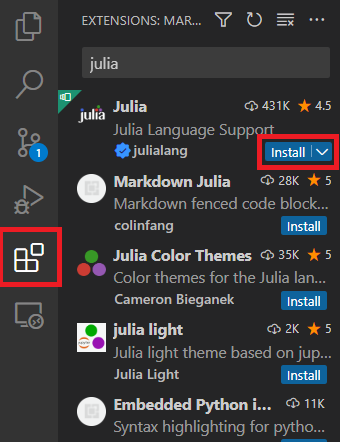 EXTENSIONS: MAR...
julia
Julia 431K 4.5
julia
Julia Language Support
julialang Install
1
Markdown Julia 28K 5
Markdown fenced code block...
colinfang Install
Julia Color Themes 35K 5
Color themes for the Julia lan...
Cameron Bieganek Install
julia light 2K 5
Julia light theme based on jup...
Julia Light Install
Embedded Python i... 11K
Syntax highlighting for python